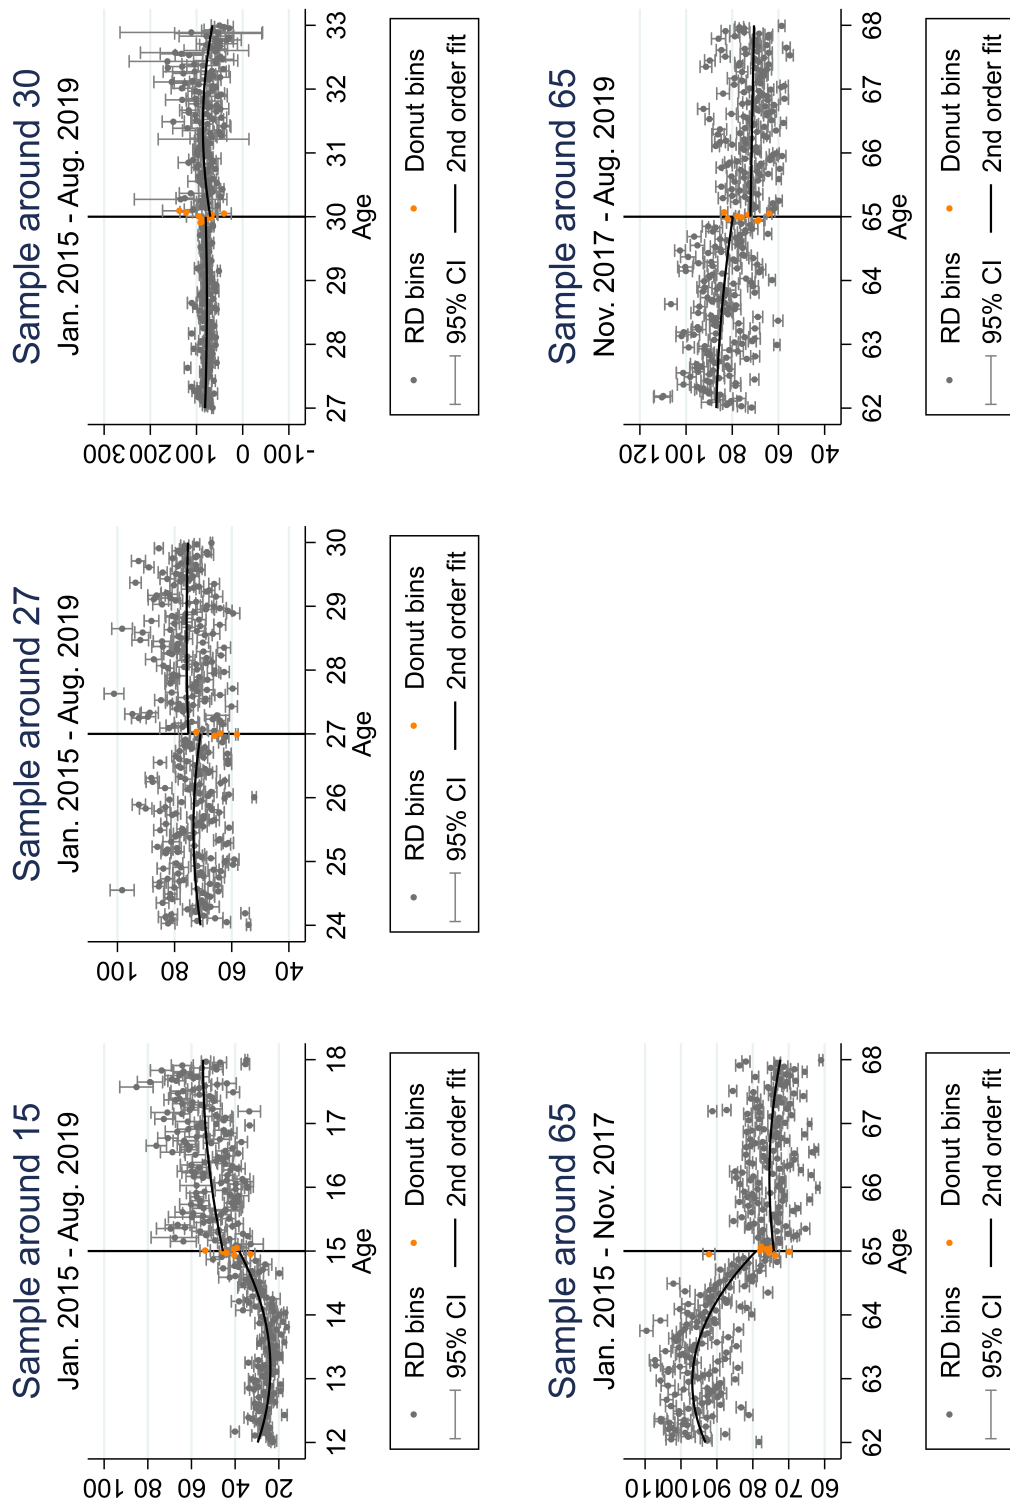 Sample around 15
Jan. 2015 - Aug. 2019
100
80
60
40
20
12 13 14 15 16 17 18
Age
RD bins Donut bins
95% CI 2nd order fit
Sample around 27
Jan. 2015 - Aug. 2019
100
80
60
40
24 25 26 27 28 29 30
Age
RD bins Donut bins
95% CI 2nd order fit
Sample around 30
Jan. 2015 - Aug. 2019
300
200
100
0
-100
27 28 29 30 31 32 33
Age
RD bins Donut bins
95% CI 2nd order fit
Sample around 65
Jan. 2015 - Nov. 2017
110
100
90
80
70
60
62 63 64 65 66 67 68
Age
RD bins Donut bins
95% CI 2nd order fit
Sample around 65
Nov. 2017 - Aug. 2019
120
100
80
60
40
62 63 64 65 66 67 68
Age
RD bins Donut bins
95% CI 2nd order fit